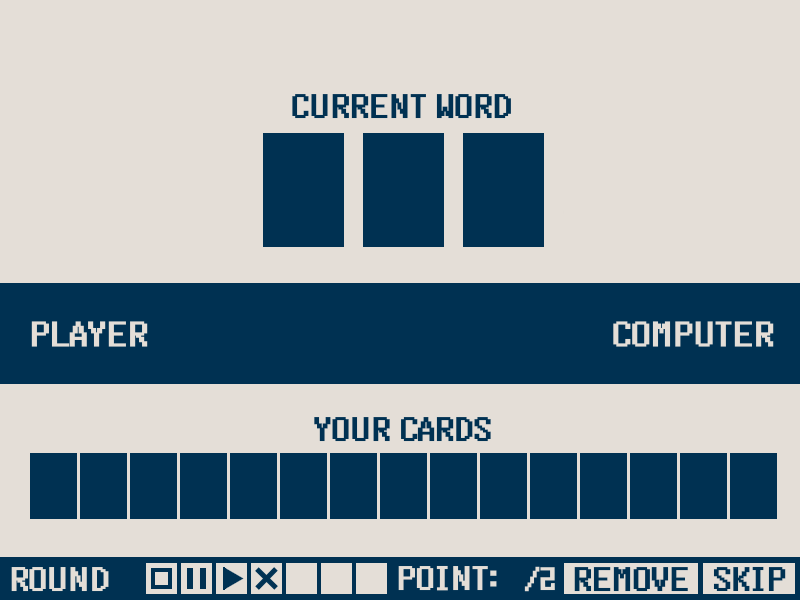 CURRENT WORD
PLAYER COMPUTER
YOUR CARDS
ROUND POINT: /2 REMOVE SKIP